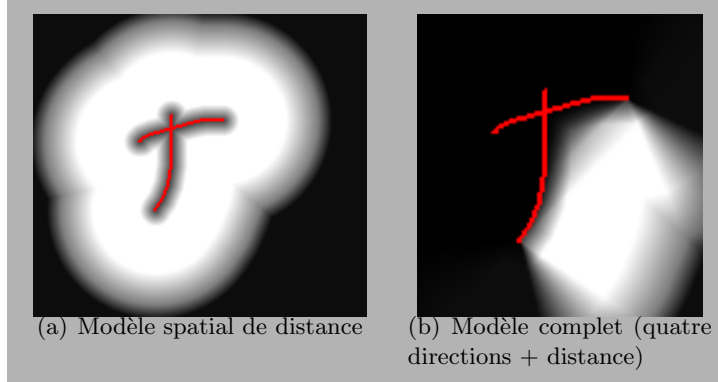 (a) Modèle spatial de distance
(b) Modèle complet (quatre
directions + distance)